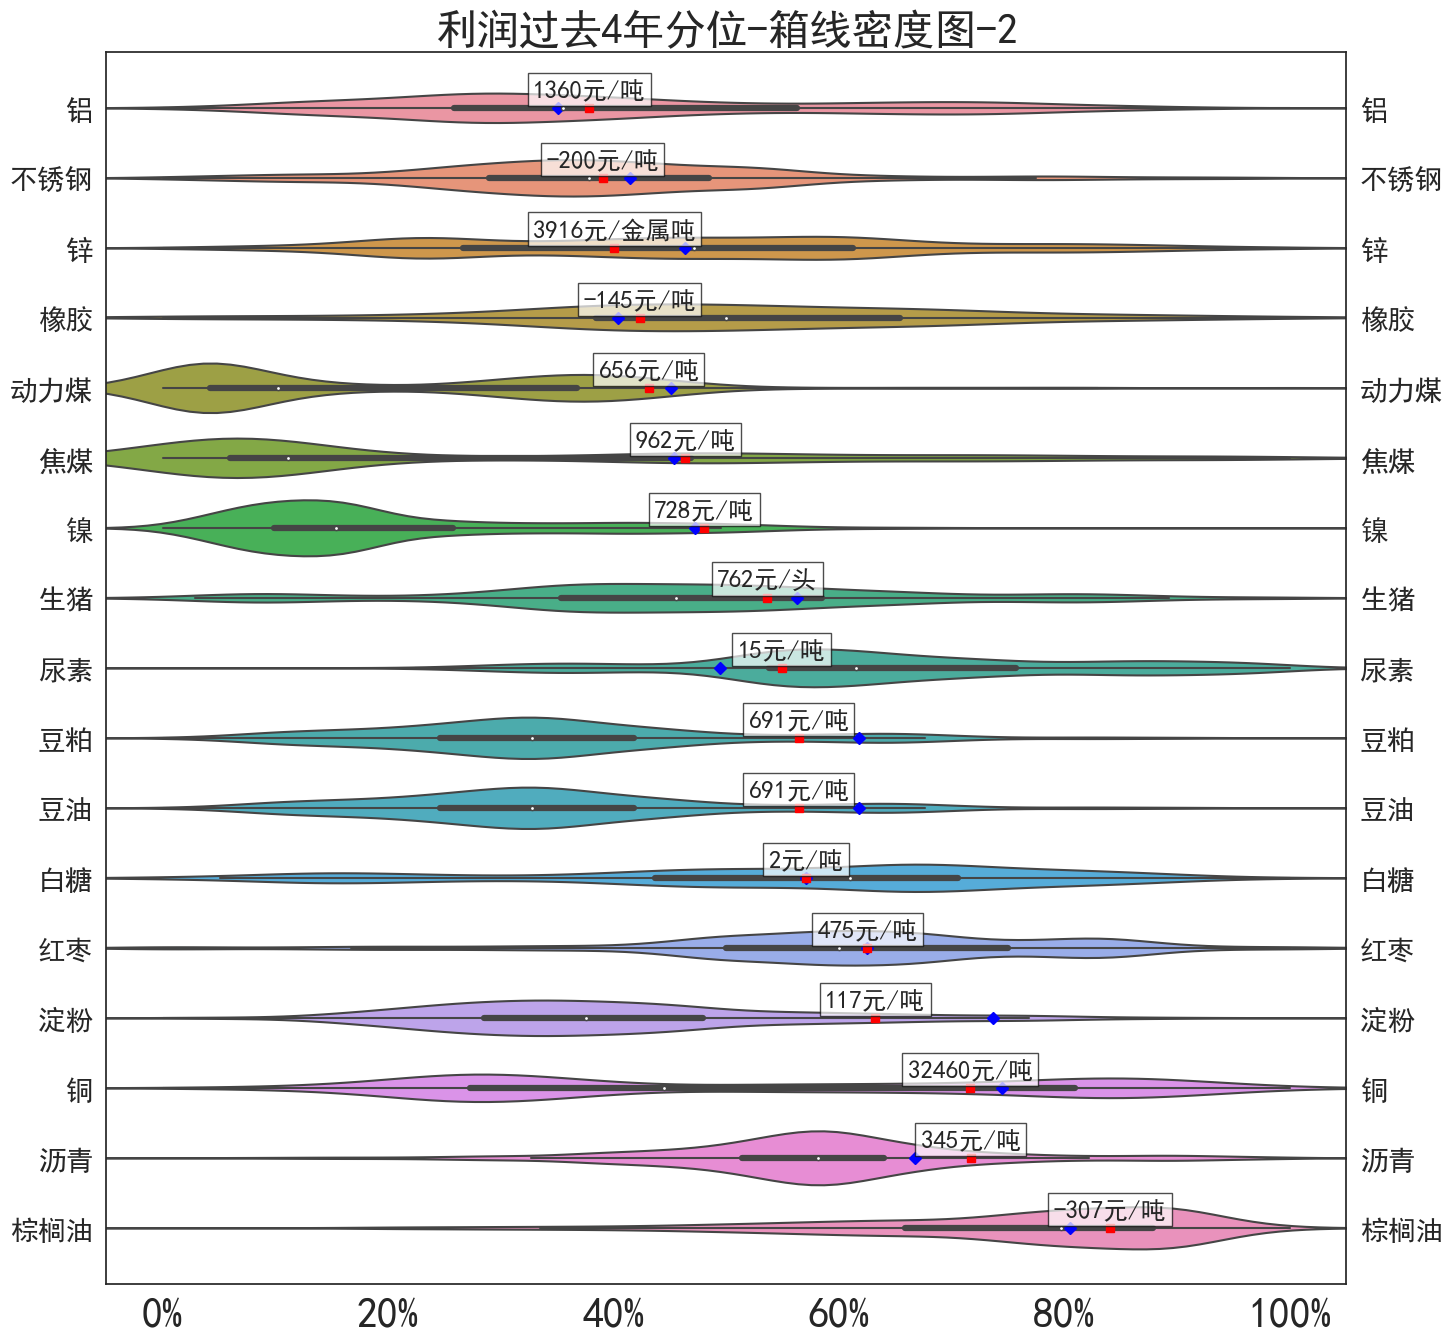 利润过去4年分位-箱线密度图-2
铝 1360元/吨 铝
不锈钢 -200元/吨 不锈钢
锌 3916元/金属吨 锌
橡胶 -145元/吨 橡胶
动力煤 656元/吨 动力煤
焦煤 962元/吨 焦煤
镍 728元/吨 镍
生猪 762元/头 生猪
尿素 15元/吨 尿素
豆粕 691元/吨 豆粕
豆油 691元/吨 豆油
白糖 2元/吨 白糖
红枣 475元/吨 红枣
淀粉 117元/吨 淀粉
铜 32460元/吨 铜
沥青 345元/吨 沥青
棕榈油 -307元/吨 棕榈油
0% 20% 40% 60% 80% 100%